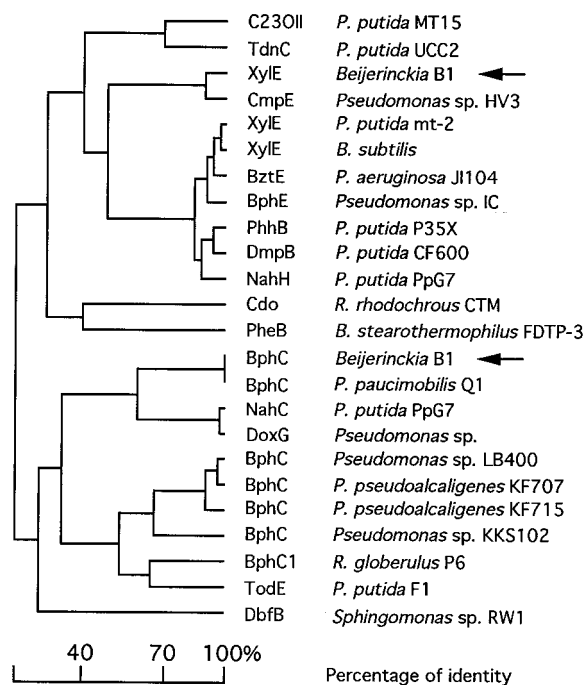 C23OII P. putida MT15
TdnC P. putida UCC2
XylE Beijerinckia B1
CmpE Pseudomonas sp. HV3
XylE P. putida mt-2
XylE B. subtilis
BztE P. aeruginosa JI104
BphE Pseudomonas sp. IC
PhhB P. putida P35X
DmpB P. putida CF600
NahH P. putida PpG7
Cdo R. rhodochrous CTM
PheB B. stearothermophilus FDTP-3
BphC Beijerinckia B1
BphC P. paucimobilis Q1
NahC P. putida PpG7
DoxG Pseudomonas sp.
BphC Pseudomonas sp. LB400
BphC P. pseudoalcaligenes KF707
BphC P. pseudoalcaligenes KF715
BphC Pseudomonas sp. KKS102
BphC1 R. globerulus P6
TodE P. putida F1
DbfB Sphingomonas sp. RW1
40 70 100%
Percentage of identity